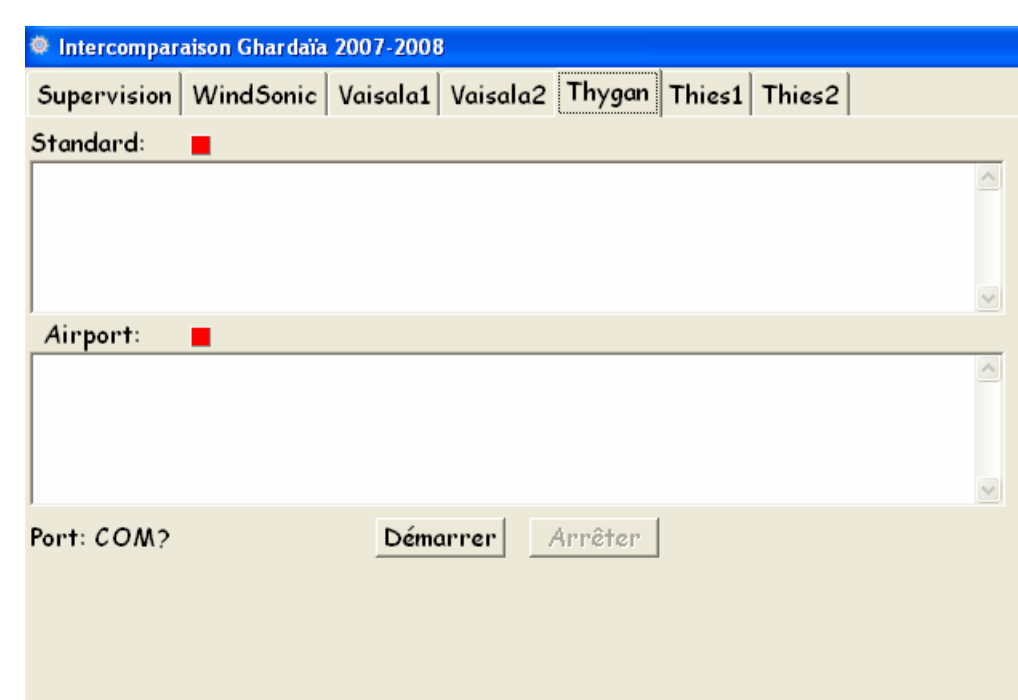 Intercomparaison Ghardaïa 2007-2008
Supervision WindSonic Vaisala1 Vaisala2 Thygan Thies1 Thies2
Standard:
Airport:
Port: COM? Démarrer Arrêter